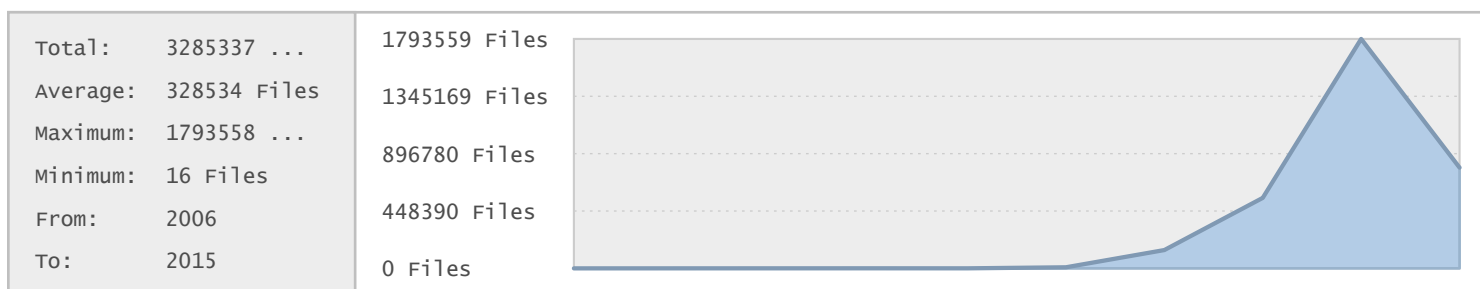 Total: 3285337 ...
Average: 328534 Files
Maximum: 1793558 ...
Minimum: 16 Files
From: 2006
To: 2015
1793559 Files
1345169 Files
896780 Files
448390 Files
0 Files